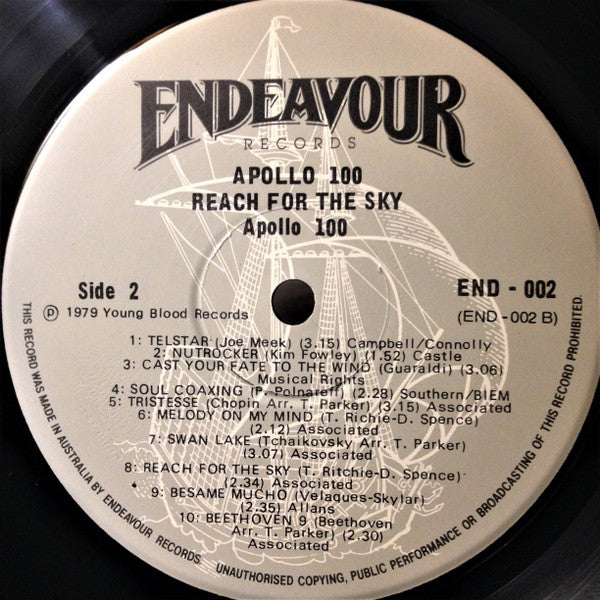 ENDEAVOUR
RECORDS
APOLLO 100
REACH FOR THE SKY
Apollo 100
Side 2
END - 002
℗ 1979 Young Blood Records
(END - 002 B)
1: TELSTAR (Joe Meek) (3.15) Campbell/Connolly
2: NUTROCKER (Kim Fowley) (1.52) Castle
3: CAST YOUR FATE TO THE WIND (Guaraldi) (3.06)
Musical Rights
4: SOUL COAXING (P. Polnareff) (2.28) Southern/BIEM
5: TRISTESSE (Chopin Arr. T. Parker) (3.15) Associated
6: MELODY ON MY MIND (T. Richie-D. Spence)
(2.12) Associated
7: SWAN LAKE (Tchaikovsky Arr. T. Parker)
(3.07) Associated
8: REACH FOR THE SKY (T. Ritchie-D. Spence)
(2.34) Associated
9: BESAME MUCHO (Velaques-Skylar)
(2.35) Allans
10: BEETHOVEN 9 (Beethoven
Arr. T. Parker) (2.30)
Associated
THIS RECORD WAS MADE IN AUSTRALIA BY ENDEAVOUR RECORDS
UNAUTHORISED COPYING, PUBLIC PERFORMANCE OR BROADCASTING OF THIS RECORD PROHIBITED.